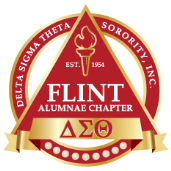 DELTA SIGMA THETA SORORITY, INC.
EST. 1954
FLINT
ALUMNAE CHAPTER
ΔΣΘ